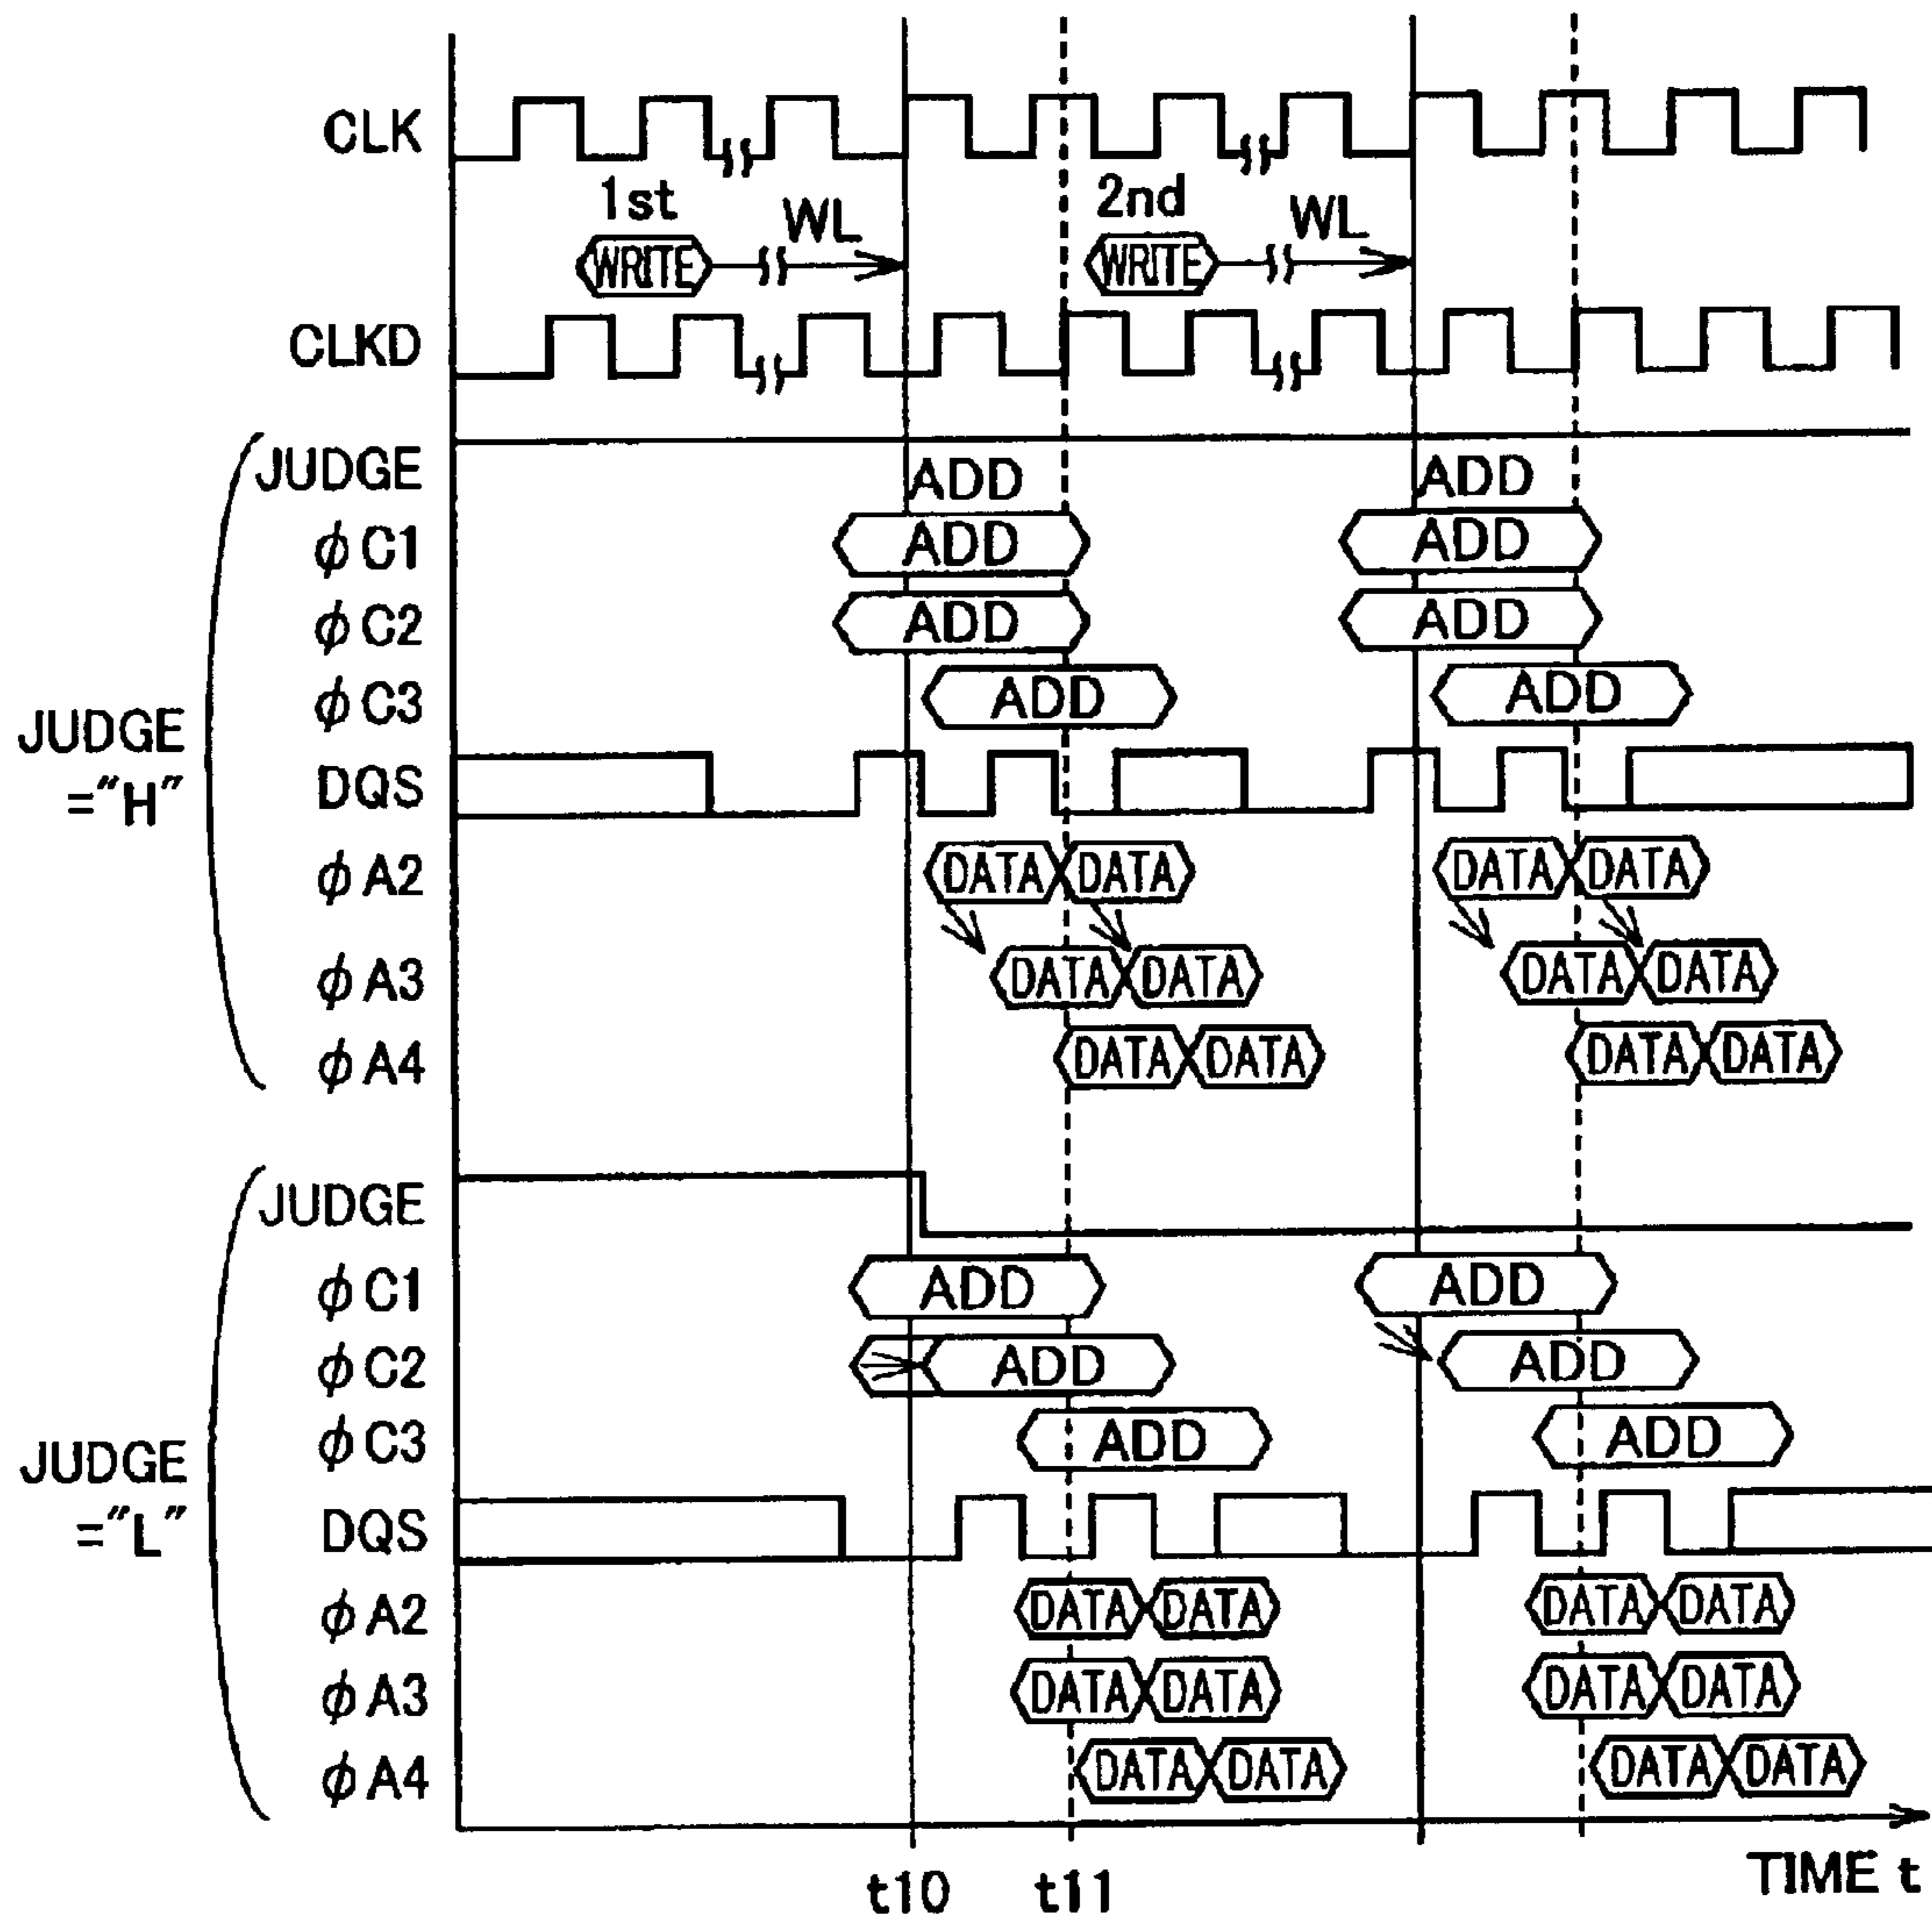 CLK
1st WL 2nd WL
WRITE WRITE
CLKD
JUDGE ADD ADD
ϕC1 ADD ADD
ϕC2 ADD ADD
ϕC3 ADD ADD
JUDGE
="H"
DQS
ϕA2 DATA DATA DATA DATA
ϕA3 DATA DATA DATA DATA
ϕA4 DATA DATA DATA DATA
JUDGE
ϕC1 ADD ADD
ϕC2 ADD ADD
ϕC3 ADD ADD
JUDGE
="L"
DQS
ϕA2 DATA DATA DATA DATA
ϕA3 DATA DATA DATA DATA
ϕA4 DATA DATA DATA DATA
t10 t11 TIME t